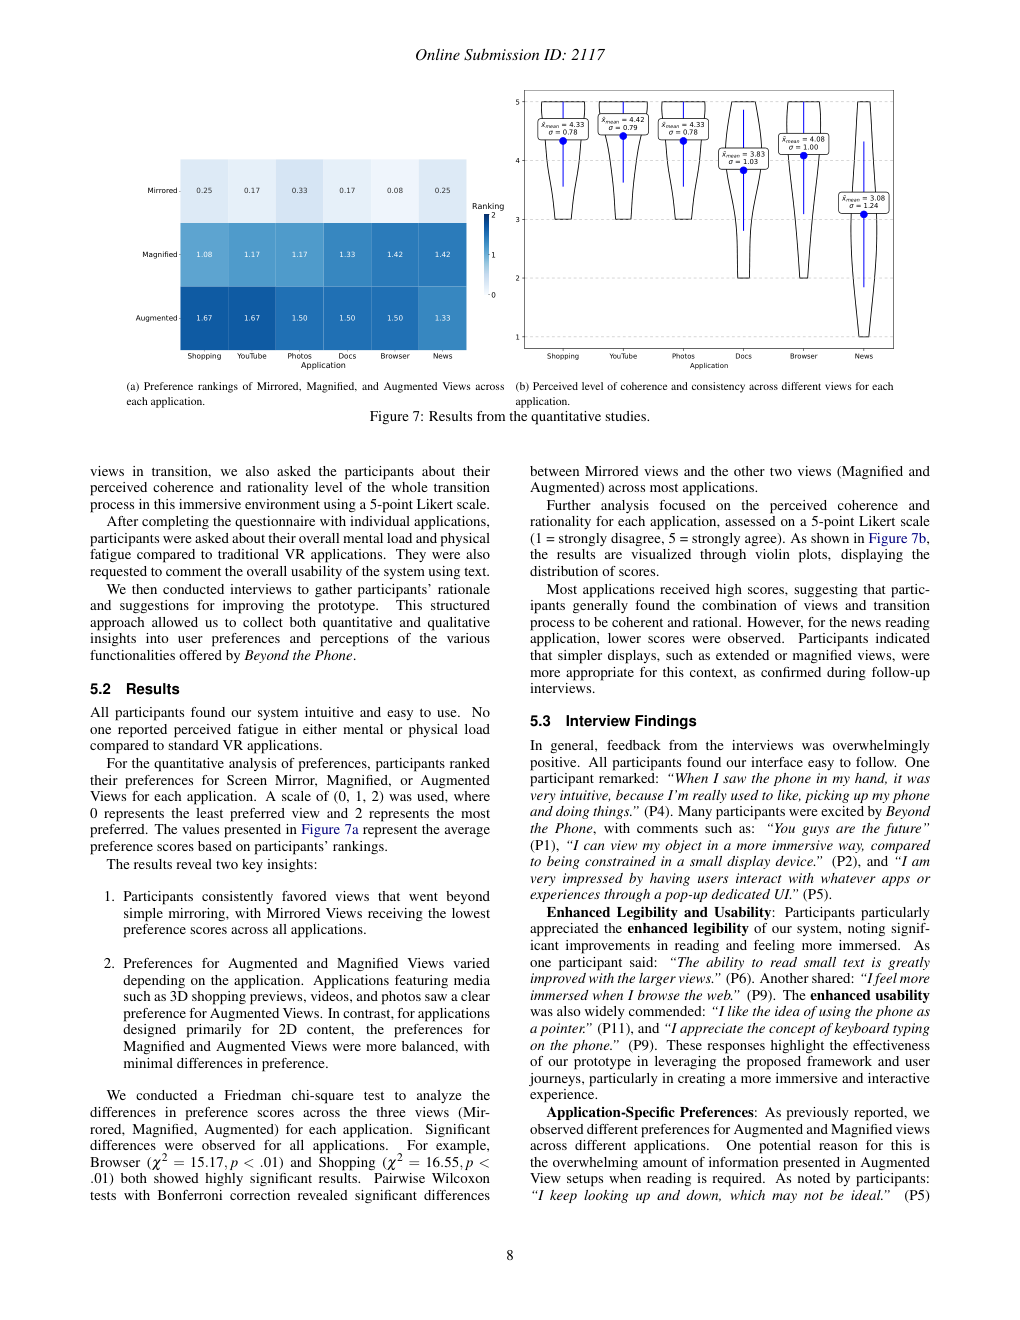 Online Submission ID: 2117
Mirrored
Magnified
Augmented
0.25 0.17 0.33 0.17 0.08 0.25
1.08 1.17 1.17 1.33 1.42 1.42
1.67 1.67 1.50 1.50 1.50 1.33
Shopping YouTube Photos Docs Browser News
Application
Ranking
2
1
0
5
4
3
2
1
x̄mean = 4.33
σ = 0.78
x̄mean = 4.42
σ = 0.79
x̄mean = 4.33
σ = 0.78
x̄mean = 3.83
σ = 1.03
x̄mean = 4.08
σ = 1.00
x̄mean = 3.08
σ = 1.24
Shopping YouTube Photos Docs Browser News
Application
(a) Preference rankings of Mirrored, Magnified, and Augmented Views across
each application.
(b) Perceived level of coherence and consistency across different views for each
application.
Figure 7: Results from the quantitative studies.
views in transition, we also asked the participants about their
perceived coherence and rationality level of the whole transition
process in this immersive environment using a 5-point Likert scale.
After completing the questionnaire with individual applications,
participants were asked about their overall mental load and physical
fatigue compared to traditional VR applications. They were also
requested to comment the overall usability of the system using text.
We then conducted interviews to gather participants' rationale
and suggestions for improving the prototype. This structured
approach allowed us to collect both quantitative and qualitative
insights into user preferences and perceptions of the various
functionalities offered by Beyond the Phone.
5.2 Results
All participants found our system intuitive and easy to use. No
one reported perceived fatigue in either mental or physical load
compared to standard VR applications.
For the quantitative analysis of preferences, participants ranked
their preferences for Screen Mirror, Magnified, or Augmented
Views for each application. A scale of (0, 1, 2) was used, where
0 represents the least preferred view and 2 represents the most
preferred. The values presented in Figure 7a represent the average
preference scores based on participants' rankings.
The results reveal two key insights:
1. Participants consistently favored views that went beyond
simple mirroring, with Mirrored Views receiving the lowest
preference scores across all applications.
2. Preferences for Augmented and Magnified Views varied
depending on the application. Applications featuring media
such as 3D shopping previews, videos, and photos saw a clear
preference for Augmented Views. In contrast, for applications
designed primarily for 2D content, the preferences for
Magnified and Augmented Views were more balanced, with
minimal differences in preference.
We conducted a Friedman chi-square test to analyze the
differences in preference scores across the three views (Mir-
rored, Magnified, Augmented) for each application. Significant
differences were observed for all applications. For example,
Browser (χ² = 15.17, p < .01) and Shopping (χ² = 16.55, p <
.01) both showed highly significant results. Pairwise Wilcoxon
tests with Bonferroni correction revealed significant differences
between Mirrored views and the other two views (Magnified and
Augmented) across most applications.
Further analysis focused on the perceived coherence and
rationality for each application, assessed on a 5-point Likert scale
(1 = strongly disagree, 5 = strongly agree). As shown in Figure 7b,
the results are visualized through violin plots, displaying the
distribution of scores.
Most applications received high scores, suggesting that partic-
ipants generally found the combination of views and transition
process to be coherent and rational. However, for the news reading
application, lower scores were observed. Participants indicated
that simpler displays, such as extended or magnified views, were
more appropriate for this context, as confirmed during follow-up
interviews.
5.3 Interview Findings
In general, feedback from the interviews was overwhelmingly
positive. All participants found our interface easy to follow. One
participant remarked: “When I saw the phone in my hand, it was
very intuitive, because I'm really used to like, picking up my phone
and doing things.” (P4). Many participants were excited by Beyond
the Phone, with comments such as: “You guys are the future”
(P1), “I can view my object in a more immersive way, compared
to being constrained in a small display device.” (P2), and “I am
very impressed by having users interact with whatever apps or
experiences through a pop-up dedicated UI.” (P5).
Enhanced Legibility and Usability: Participants particularly
appreciated the enhanced legibility of our system, noting signif-
icant improvements in reading and feeling more immersed. As
one participant said: “The ability to read small text is greatly
improved with the larger views.” (P6). Another shared: “I feel more
immersed when I browse the web.” (P9). The enhanced usability
was also widely commended: “I like the idea of using the phone as
a pointer.” (P11), and “I appreciate the concept of keyboard typing
on the phone.” (P9). These responses highlight the effectiveness
of our prototype in leveraging the proposed framework and user
journeys, particularly in creating a more immersive and interactive
experience.
Application-Specific Preferences: As previously reported, we
observed different preferences for Augmented and Magnified views
across different applications. One potential reason for this is
the overwhelming amount of information presented in Augmented
View setups when reading is required. As noted by participants:
“I keep looking up and down, which may not be ideal.” (P5)
8